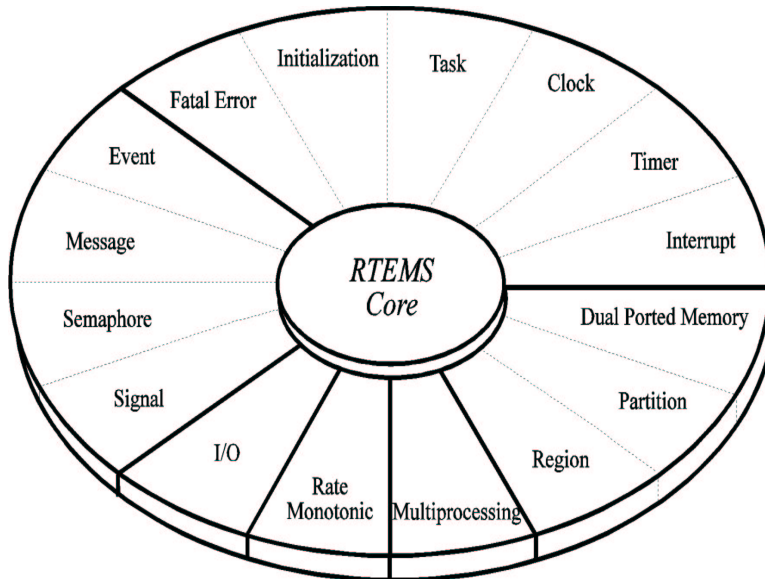 Initialization
Task
Clock
Fatal Error
Timer
Event
Interrupt
Message
RTEMS
Core
Dual Ported Memory
Semaphore
Partition
Signal
I/O
Region
Rate
Monotonic
Multiprocessing